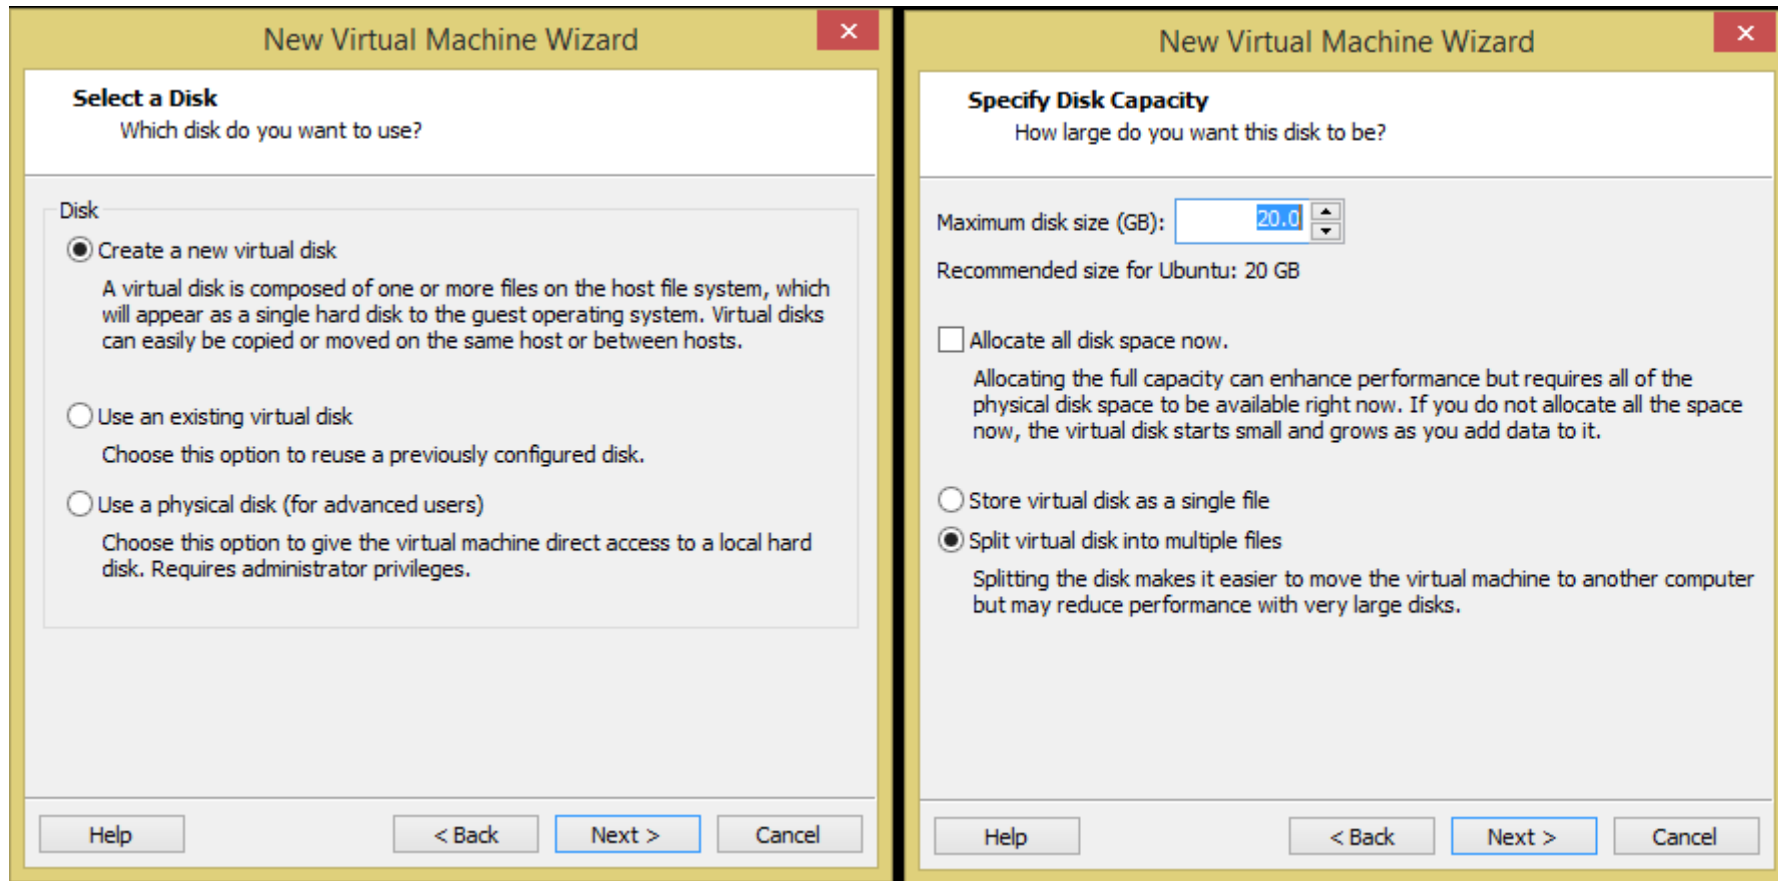 New Virtual Machine Wizard
Select a Disk
Which disk do you want to use?
Disk
Create a new virtual disk
A virtual disk is composed of one or more files on the host file system, which
will appear as a single hard disk to the guest operating system. Virtual disks
can easily be copied or moved on the same host or between hosts.
Use an existing virtual disk
Choose this option to reuse a previously configured disk.
Use a physical disk (for advanced users)
Choose this option to give the virtual machine direct access to a local hard
disk. Requires administrator privileges.
Help
< Back
Next >
Cancel
New Virtual Machine Wizard
Specify Disk Capacity
How large do you want this disk to be?
Maximum disk size (GB): 20.0
Recommended size for Ubuntu: 20 GB
Allocate all disk space now.
Allocating the full capacity can enhance performance but requires all of the
physical disk space to be available right now. If you do not allocate all the space
now, the virtual disk starts small and grows as you add data to it.
Store virtual disk as a single file
Split virtual disk into multiple files
Splitting the disk makes it easier to move the virtual machine to another computer
but may reduce performance with very large disks.
Help
< Back
Next >
Cancel